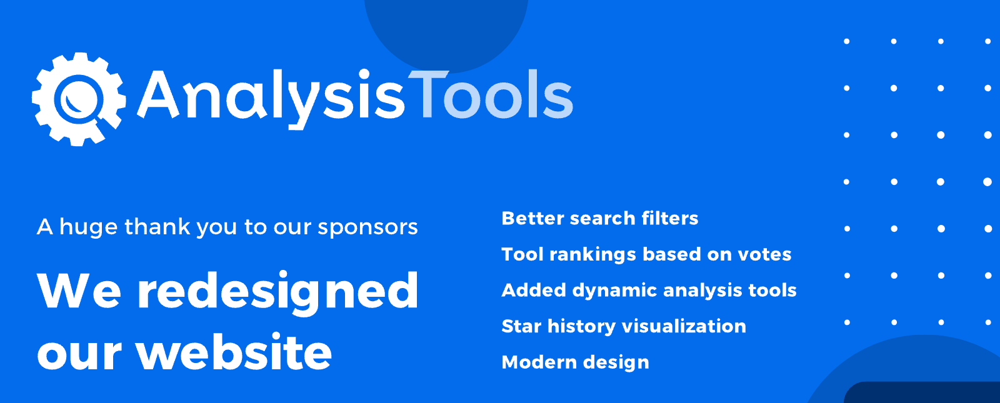 AnalysisTools
A huge thank you to our sponsors
We redesigned
our website
Better search filters
Tool rankings based on votes
Added dynamic analysis tools
Star history visualization
Modern design